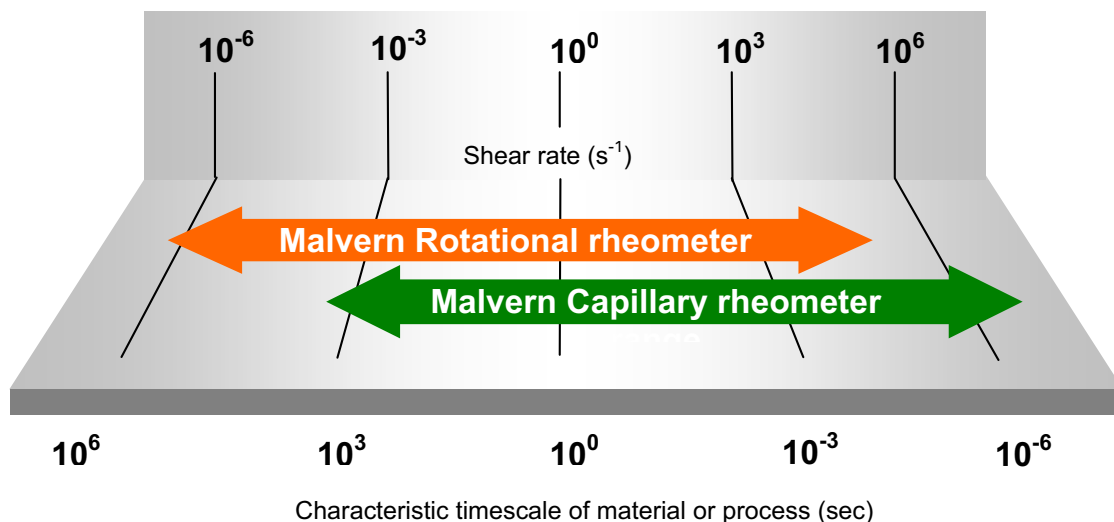 10⁻⁶ 10⁻³ 10⁰ 10³ 10⁶
Shear rate (s⁻¹)
Malvern Rotational rheometer
Malvern Capillary rheometer
10⁶ 10³ 10⁰ 10⁻³ 10⁻⁶
Characteristic timescale of material or process (sec)